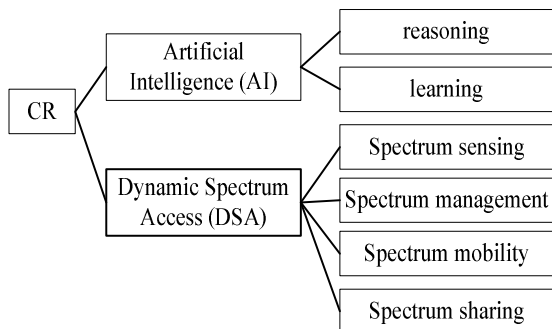 CR
Artificial
Intelligence (AI)
reasoning
learning
Dynamic Spectrum
Access (DSA)
Spectrum sensing
Spectrum management
Spectrum mobility
Spectrum sharing